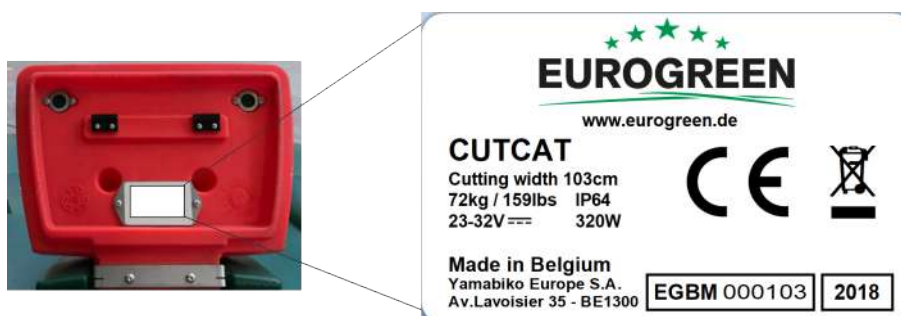 EUROGREEN
www.eurogreen.de
CUTCAT
Cutting width 103cm
72kg / 159lbs IP64
23-32V 320W
CE
Made in Belgium
Yamabiko Europe S.A.
Av.Lavoisier 35 - BE1300
EGBM 000103 2018